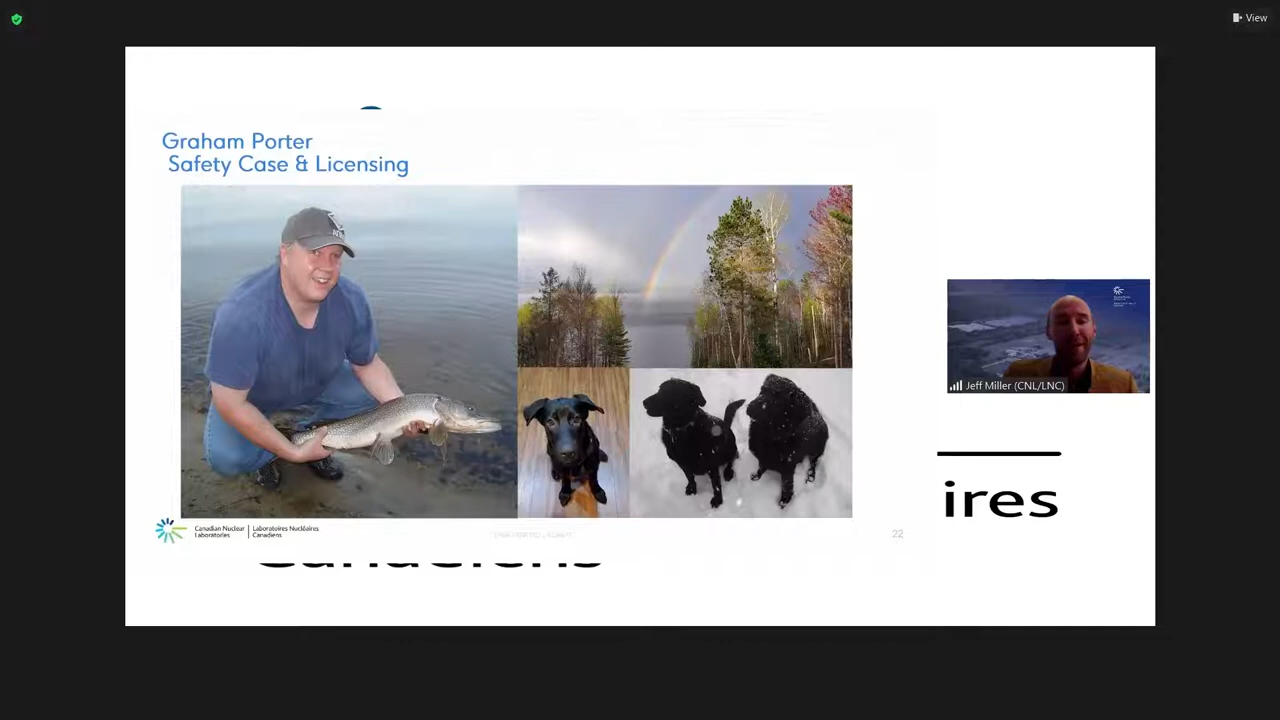 View
Graham Porter
Safety Case & Licensing
Jeff Miller (CNL/LNC)
ires
Canadian Nuclear
Laboratories
Laboratoires Nucléaires
Canadiens
22